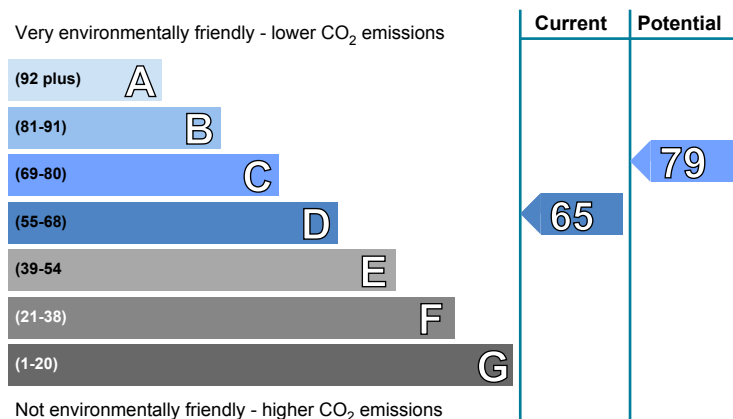 Very environmentally friendly - lower CO2 emissions
Current
Potential
(92 plus) A
(81-91) B
(69-80) C
79
(55-68) D
65
(39-54 E
(21-38) F
(1-20) G
Not environmentally friendly - higher CO2 emissions